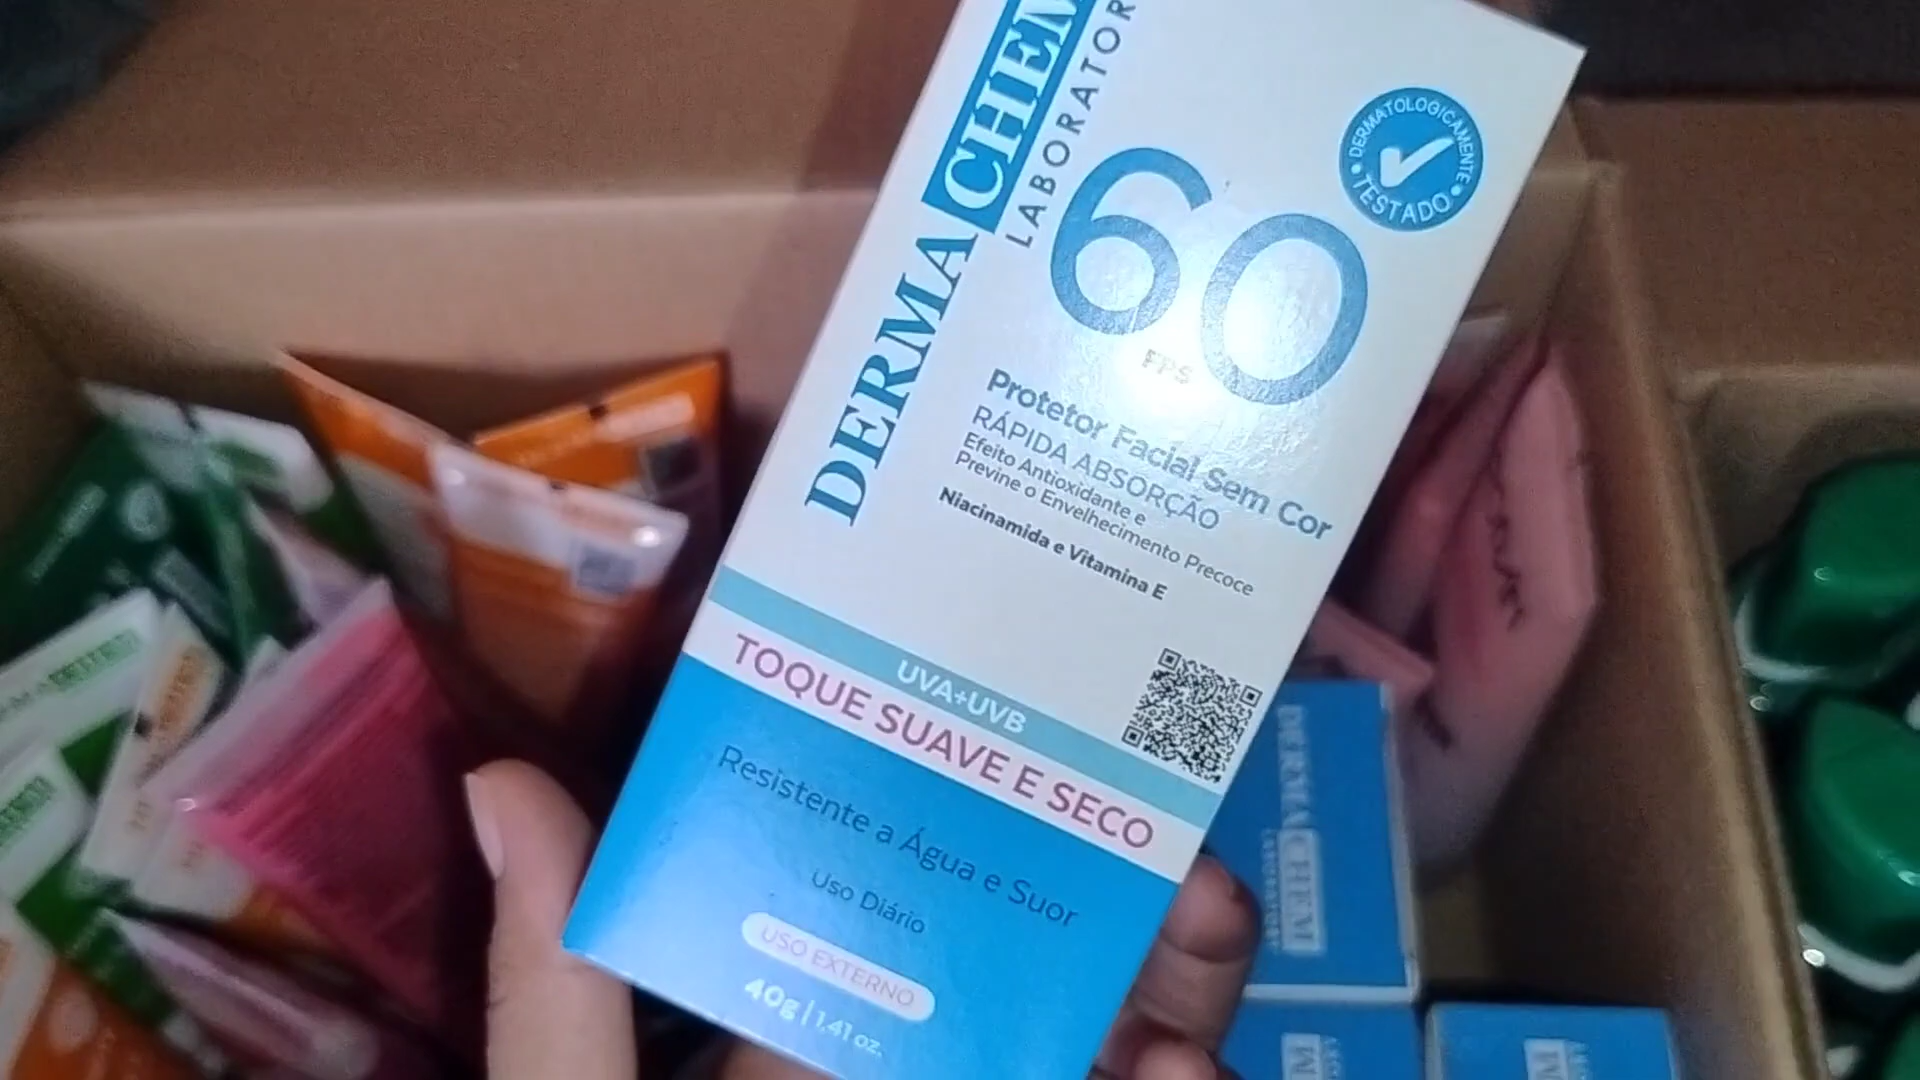 DERMACHEM
LABORATOR
DERMATOLOGICAMENTE
TESTADO
60
FPS
Protetor Facial Sem Cor
RÁPIDA ABSORÇÃO
Efeito Antioxidante e
Previne o Envelhecimento Precoce
Niacinamida e Vitamina E
UVA+UVB
TOQUE SUAVE E SECO
Resistente a Água e Suor
Uso Diário
USO EXTERNO
40g | 1.41 oz.
DERMACHEM